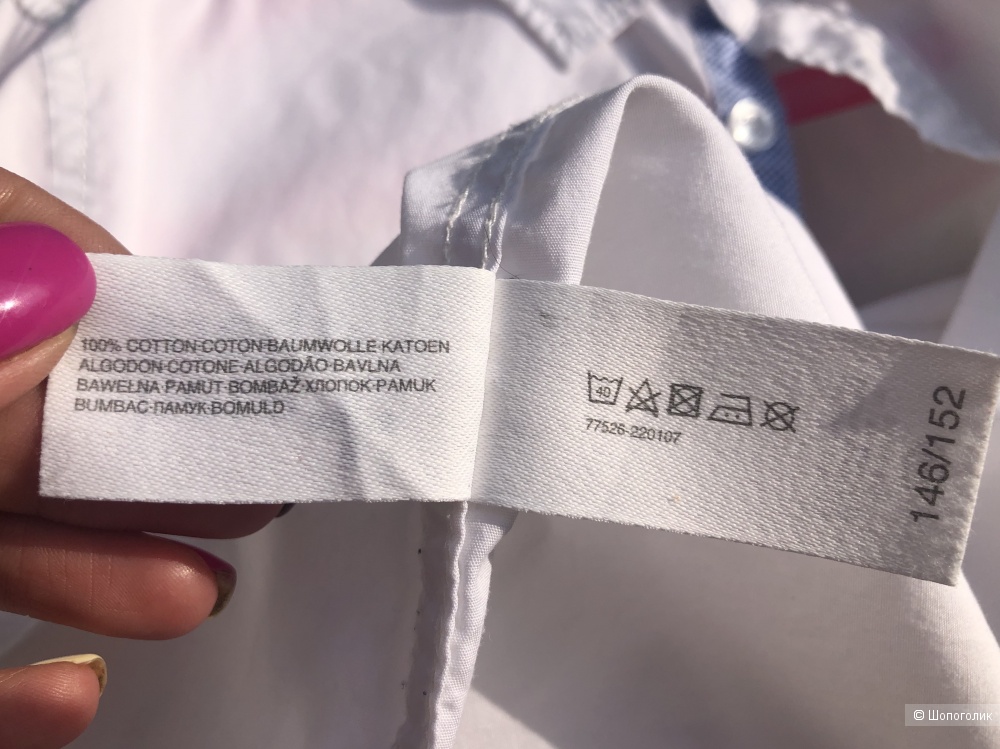 100% COTTON·COTON·BAUMWOLLE·KATOEN
ALGODON·COTONE·ALGODÃO·BAVLNA
BAWEŁNA·PAMUT·BOMBAŽ·ХЛОПОК·PAMUK
BUMBAC·ПАМУК·BOMULD
40
77526-220107
146/152
© Шопоголик